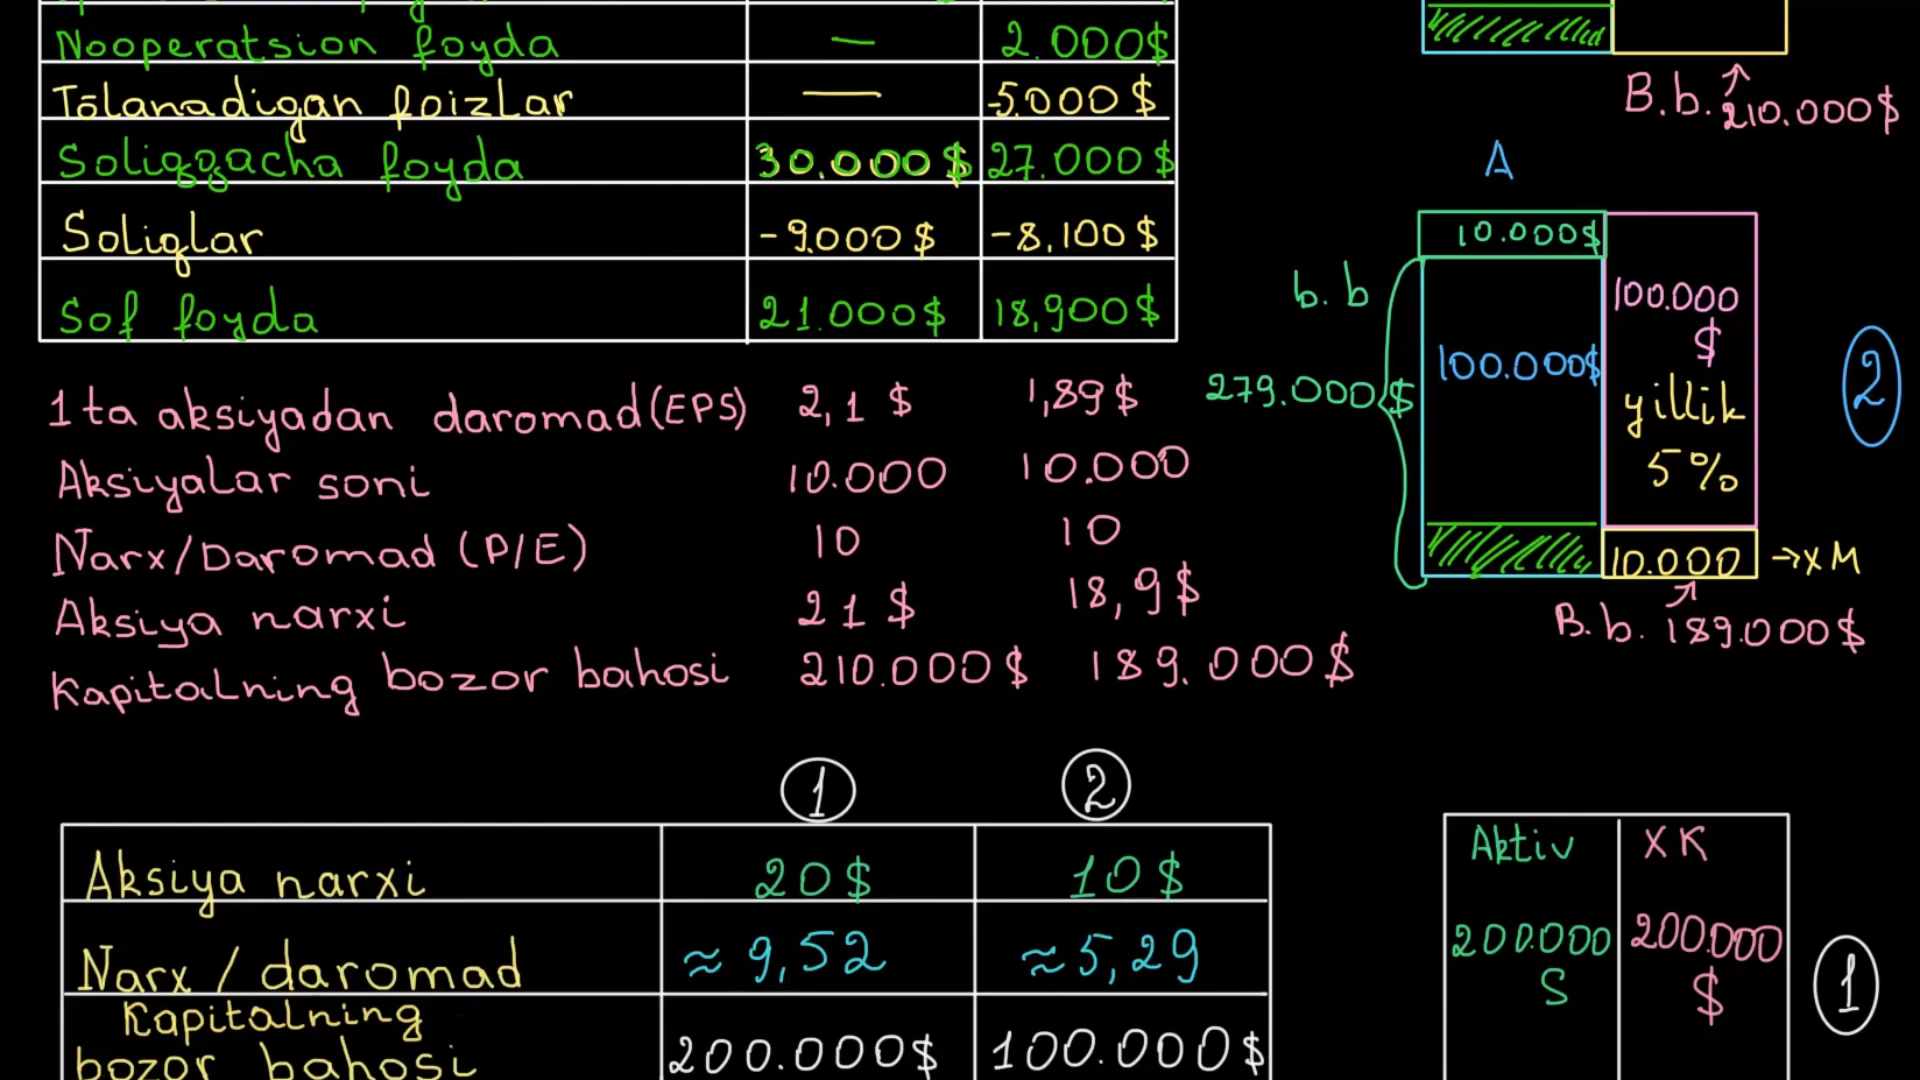 Nooperatsion foyda — 2.000$
Tōlanadigan foizlar — -5.000$
Soliqqacha foyda 30.000$ 27.000$
Soliqlar -9.000$ -8,100$
Sof foyda 21.000$ 18,900$
1ta aksiyadan daromad(EPS) 2,1$ 1,89$
Aksiyalar soni 10.000 10.000
Narx/Daromad (P/E) 10 10
Aksiya narxi 21$ 18,9$
Kapitalning bozor bahosi 210.000$ 189.000$
B.b. 210.000$
A
10.000$
b.b
279.000$
100.000$
100.000
$
yillik
5%
2
10.000 →XM
B.b. 189.000$
1 2
Aksiya narxi 20$ 10$
Narx/daromad ≈9,52 ≈5,29
Kapitalning
bozor bahosi 200.000$ 100.000$
Aktiv XK
200.000 200.000
S $
1